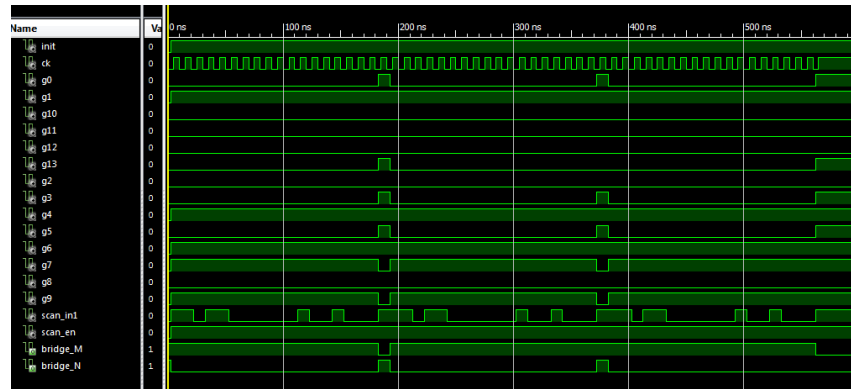 Name Va 0 ns 100 ns 200 ns 300 ns 400 ns 500 ns
init 0
ck 0
g0 0
g1 0
g10 0
g11 0
g12 0
g13 0
g2 0
g3 0
g4 0
g5 0
g6 0
g7 0
g8 0
g9 0
scan_in1 0
scan_en 0
bridge_M 1
bridge_N 1